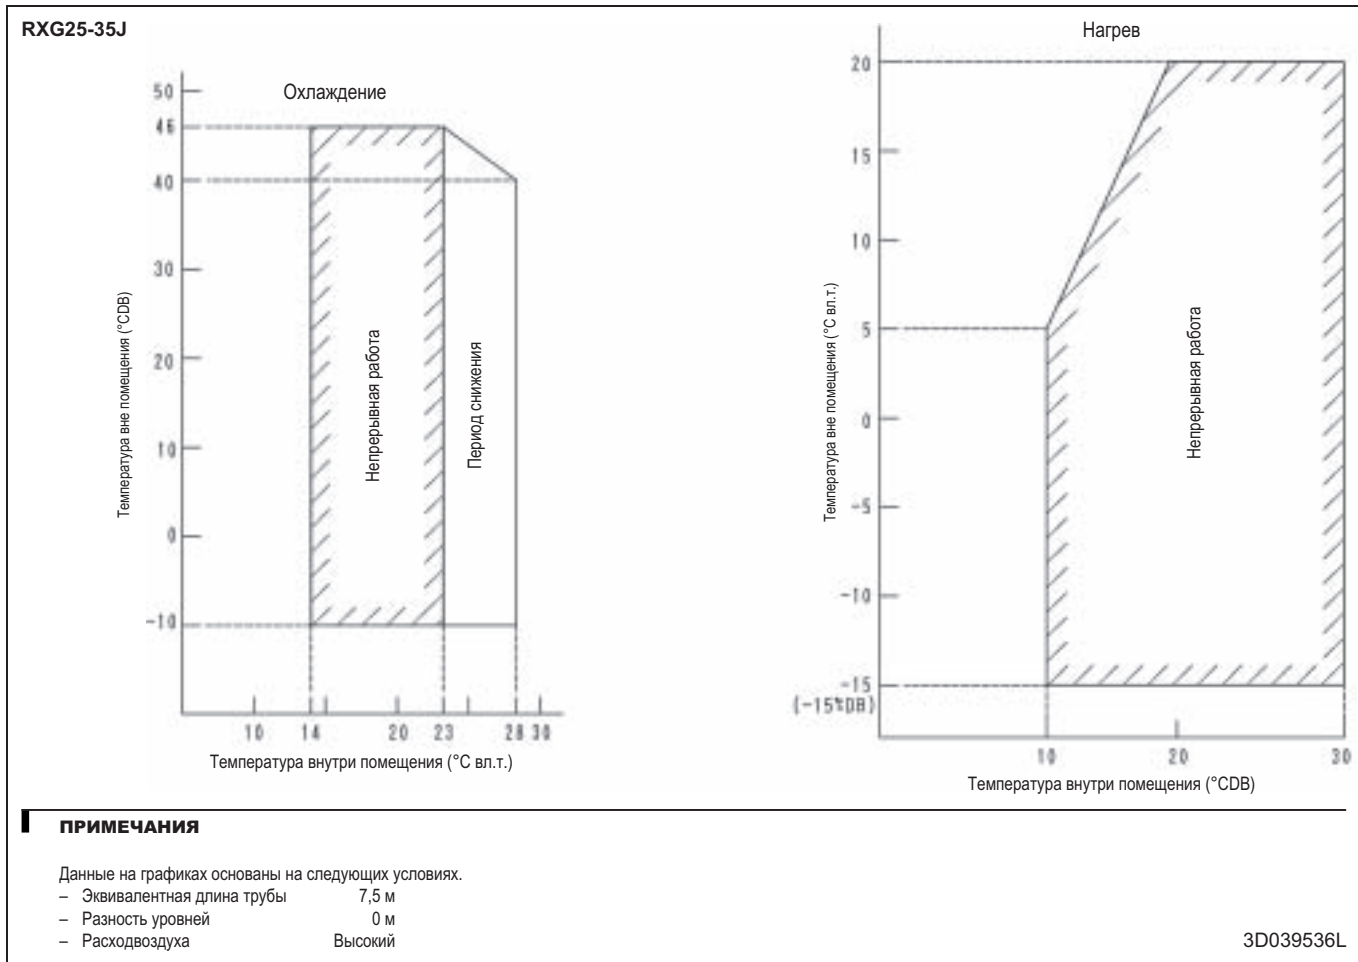 RXG25-35J
Охлаждение
50
46
40
30
20
10
0
-10
Температура вне помещения (°CDB)
Непрерывная работа
Период снижения
10 14 20 23 28 30
Температура внутри помещения (°C вл.т.)
Нагрев
20
15
10
5
0
-5
-10
-15
(-15°CDB)
Температура вне помещения (°C вл.т.)
Непрерывная работа
10 20 30
Температура внутри помещения (°CDB)
ПРИМЕЧАНИЯ
Данные на графиках основаны на следующих условиях.
– Эквивалентная длина трубы 7,5 м
– Разность уровней 0 м
– Расходвоздуха Высокий
3D039536L